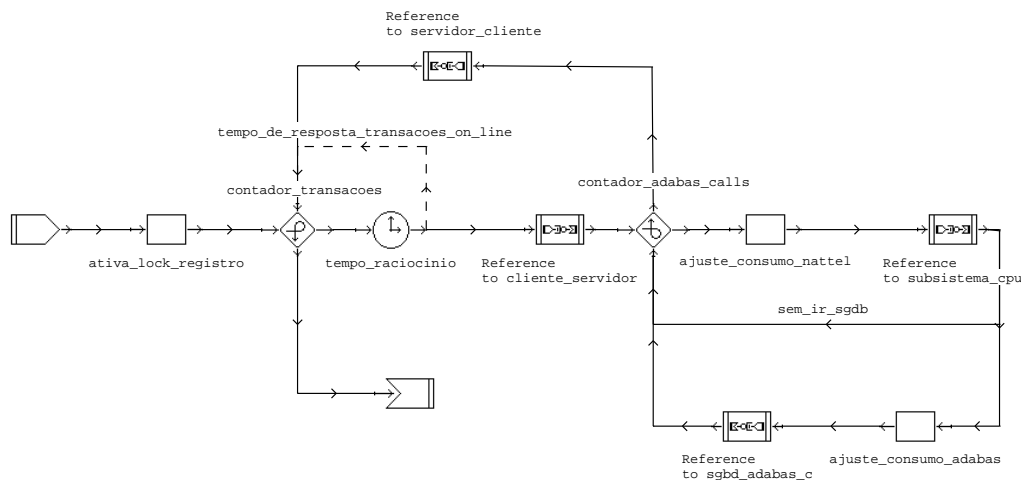 Reference
to servidor_cliente
tempo_de_resposta_transacoes_on_line
contador_transacoes
contador_adabas_calls
ativa_lock_registro
tempo_raciocinio
Reference
to cliente_servidor
ajuste_consumo_nattel
Reference
to subsistema_cpu
sem_ir_sgdb
Reference
to sgbd_adabas_c
ajuste_consumo_adabas